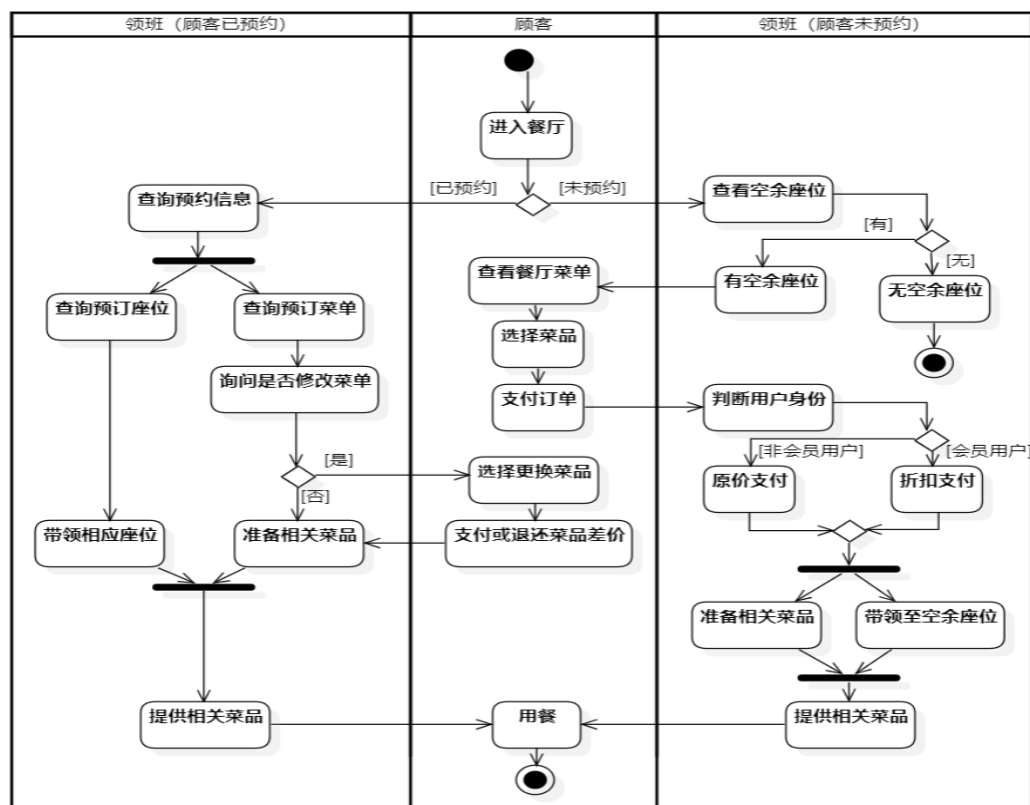 领班（顾客已预约）
顾客
领班（顾客未预约）
进入餐厅
[已预约]
[未预约]
查询预约信息
查看空余座位
[有]
[无]
查看餐厅菜单
有空余座位
无空余座位
查询预订座位
查询预订菜单
选择菜品
询问是否修改菜单
支付订单
判断用户身份
[非会员用户]
[会员用户]
[是]
选择更换菜品
原价支付
折扣支付
[否]
带领相应座位
准备相关菜品
支付或退还菜品差价
准备相关菜品
带领至空余座位
提供相关菜品
用餐
提供相关菜品